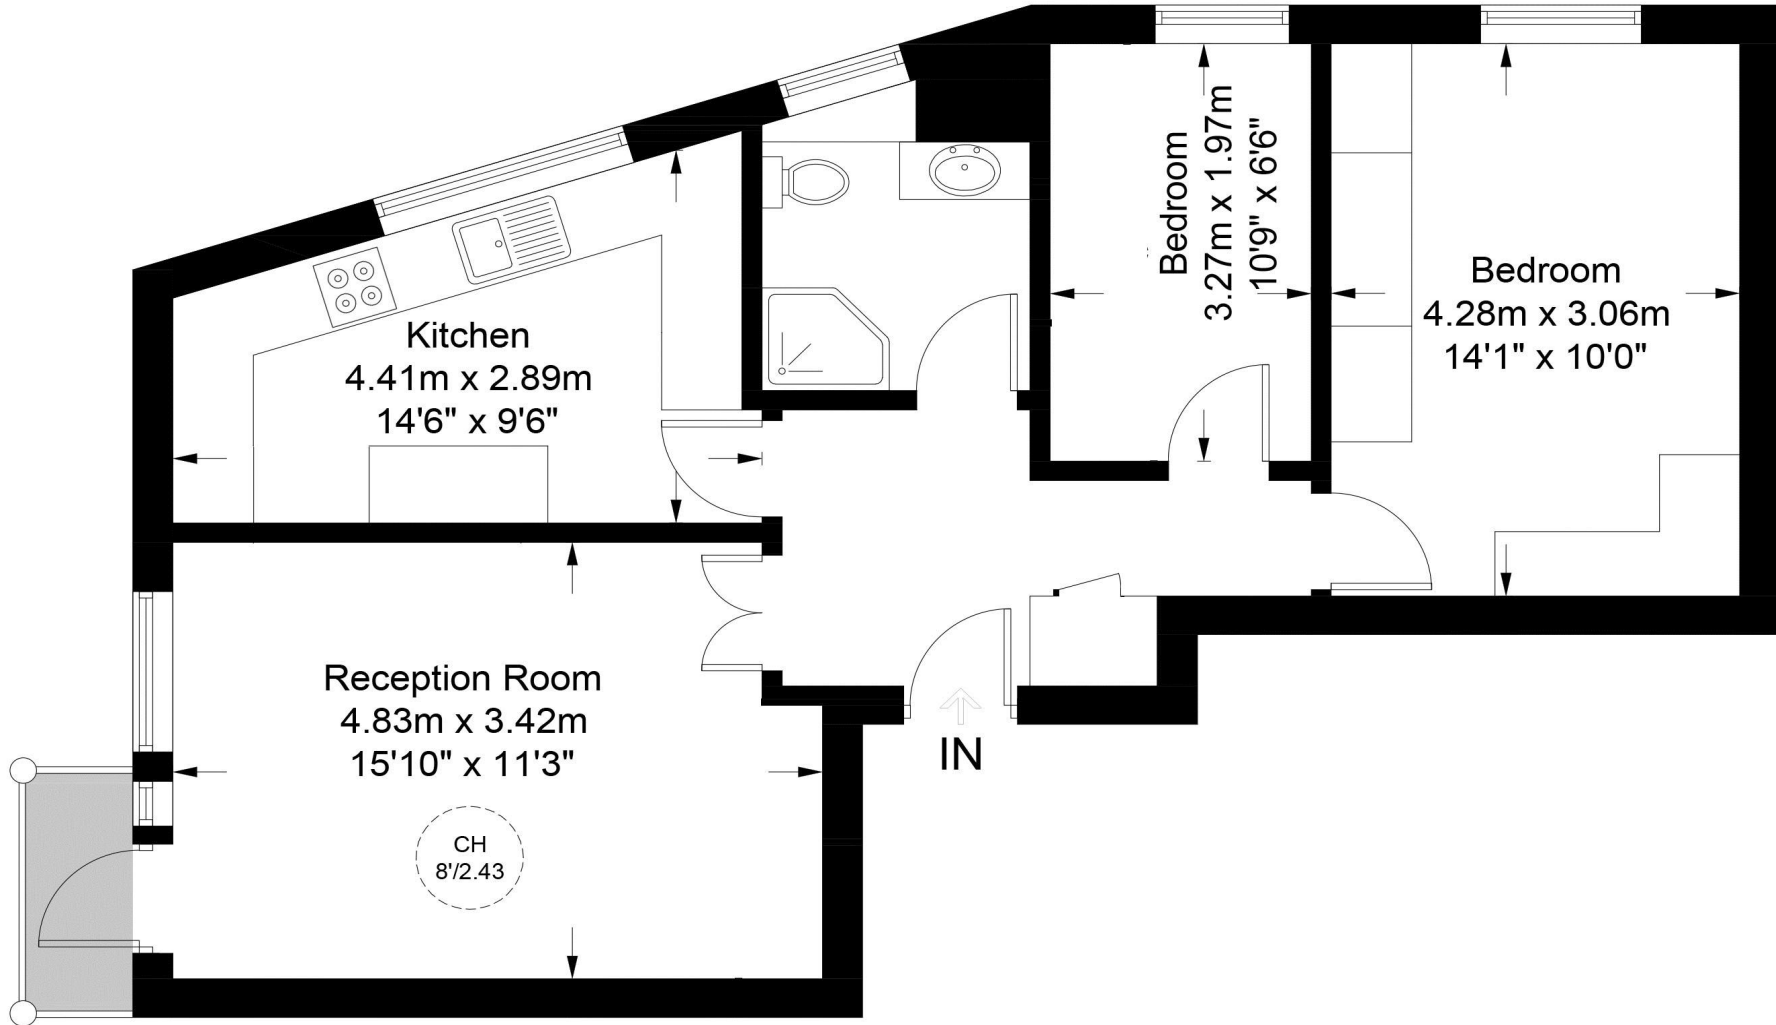 Bedroom
3.27m x 1.97m
10'9" x 6'6"
Bedroom
4.28m x 3.06m
14'1" x 10'0"
Kitchen
4.41m x 2.89m
14'6" x 9'6"
Reception Room
4.83m x 3.42m
15'10" x 11'3"
IN
CH
8'/2.43